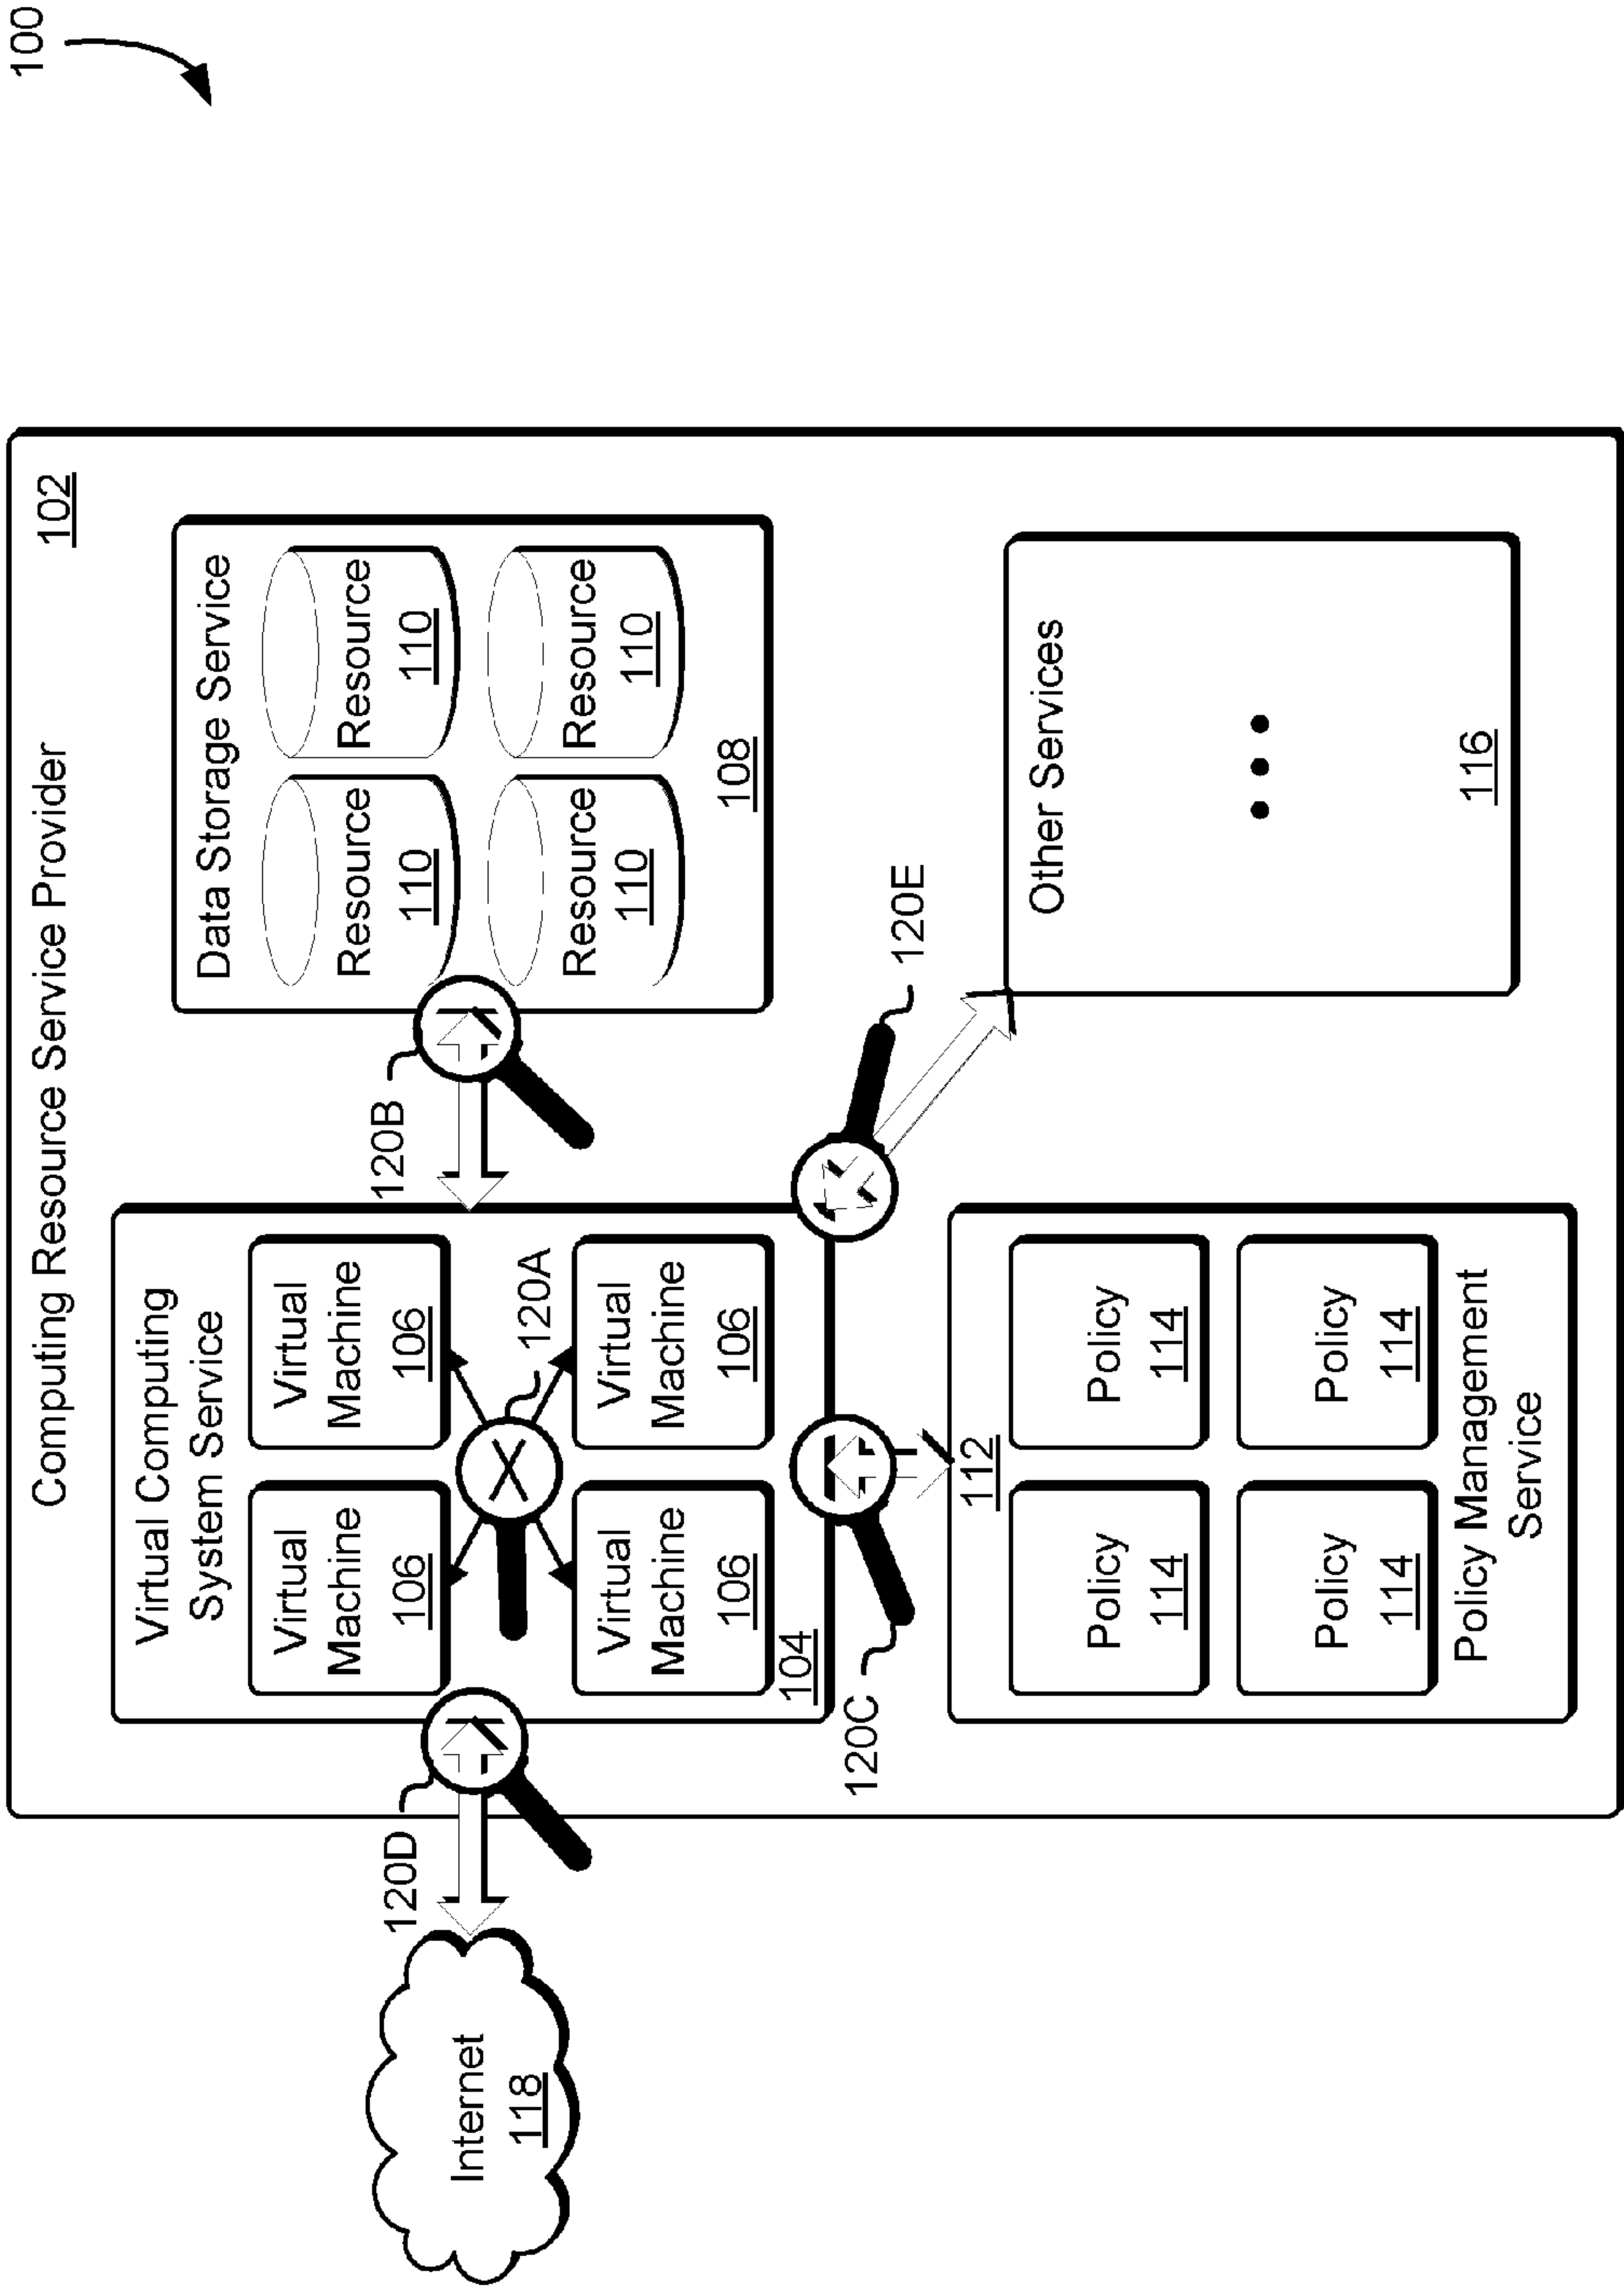 100
Computing Resource Service Provider
102
Virtual Computing
System Service
Virtual
Machine
106
Virtual
Machine
106
120A
Virtual
Machine
106
Virtual
Machine
106
104
120B
Data Storage Service
Resource
110
Resource
110
Resource
110
Resource
110
108
120D
Internet
118
120C
120E
112
Policy
114
Policy
114
Policy
114
Policy
114
Policy Management
Service
Other Services
116